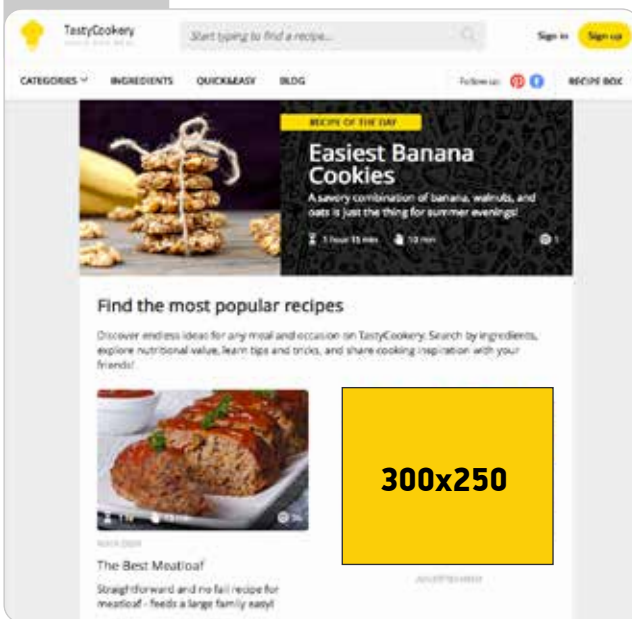 TastyCookery
Start typing to find a recipe...
Sign in
Sign up
CATEGORIES
INGREDIENTS
QUICK&EASY
BLOG
Follow us:
RECIPE BOX
RECIPE OF THE DAY
Easiest Banana
Cookies
A savory combination of banana, walnuts, and
oats is just the thing for summer evenings!
1 hour 15 min
10 min
1
Find the most popular recipes
Discover endless ideas for any meal and occasion on TastyCookery. Search by ingredients,
explore nutritional value, learn tips and tricks, and share cooking inspiration with your
friends!
300x250
MAIN DISH
ADVERTISEMENT
The Best Meatloaf
Straightforward and no fail recipe for
meatloaf - feeds a large family easy!